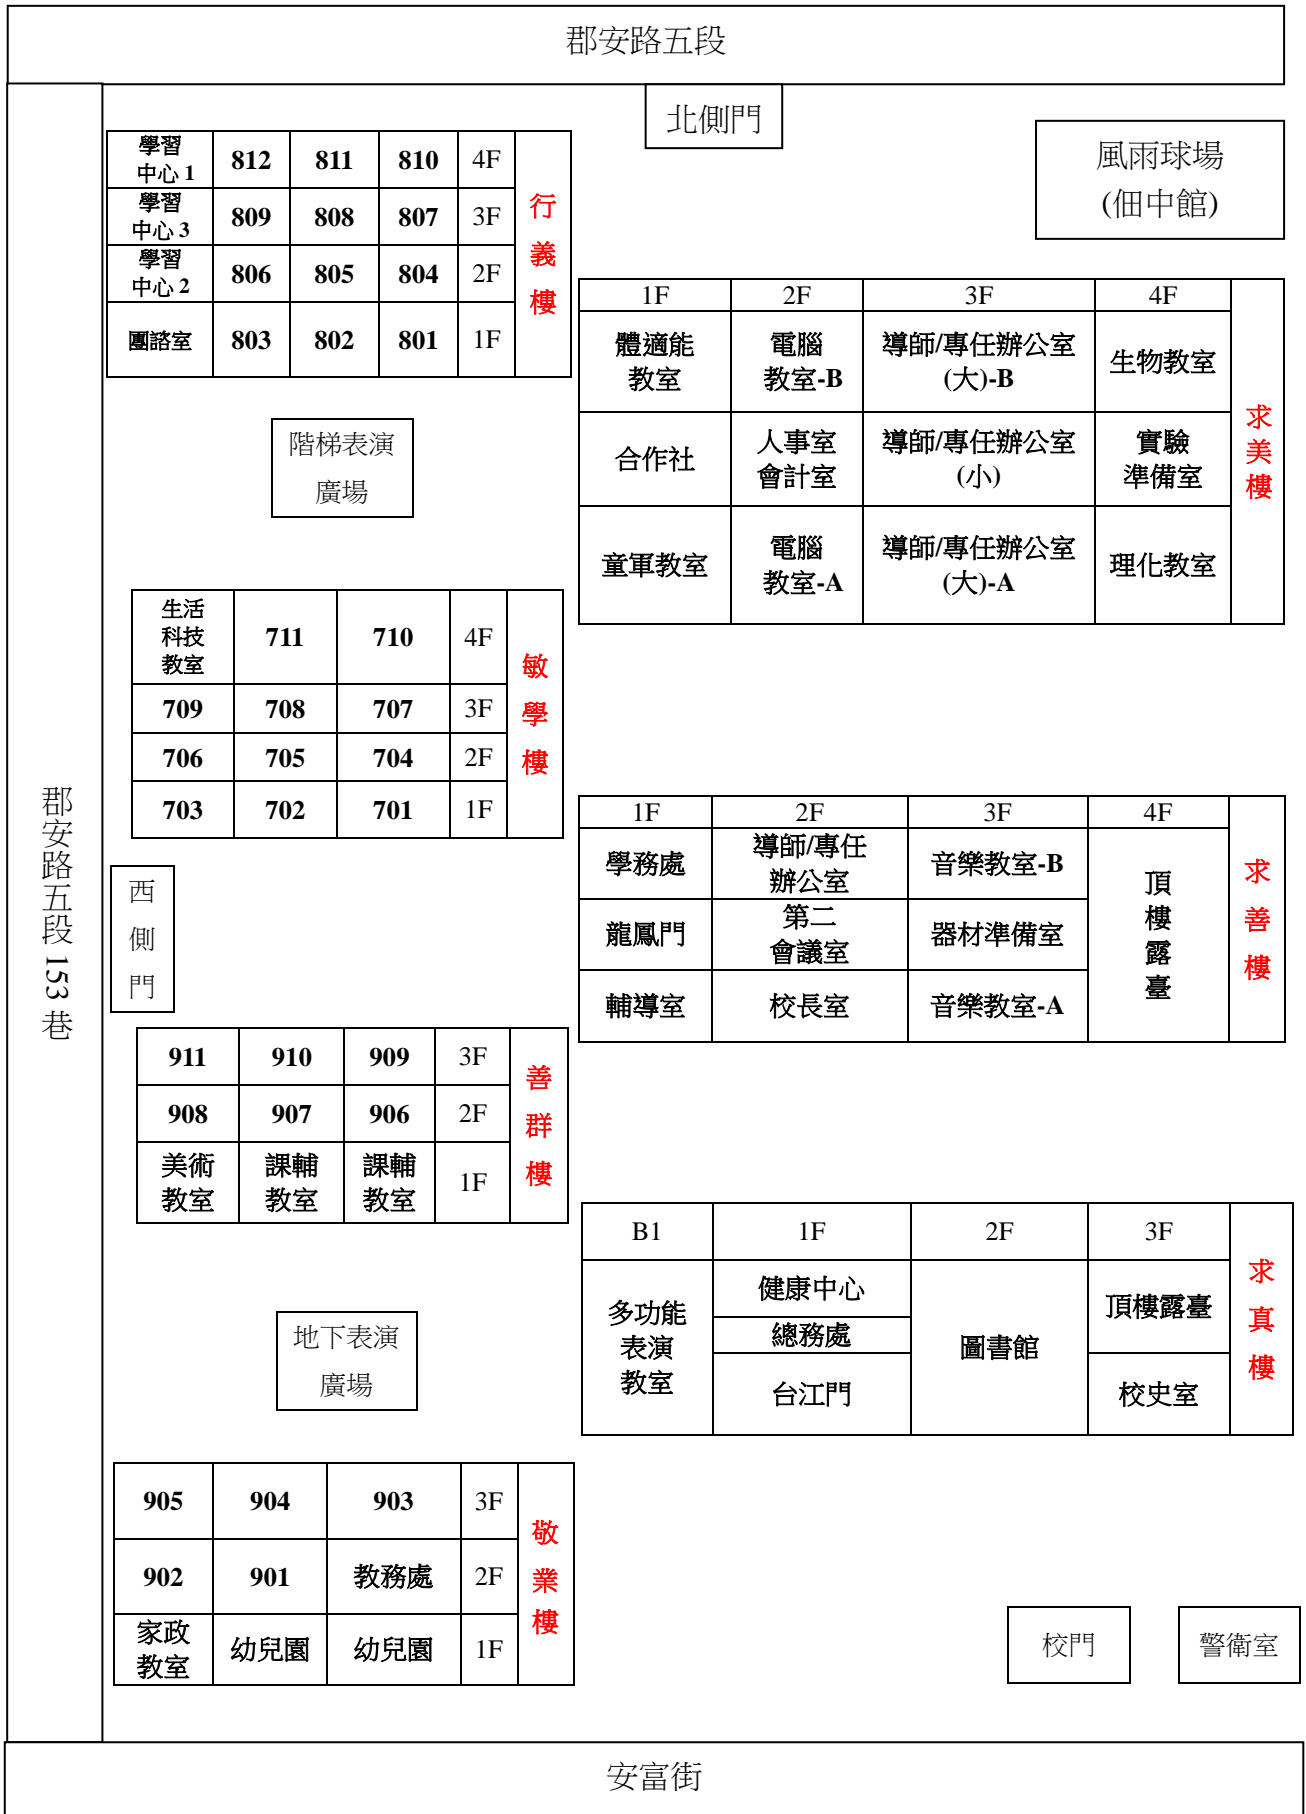 郡安路五段
北側門
風雨球場
(佃中館)
學習
中心 1
812
811
810
4F
學習
中心 3
809
808
807
3F
學習
中心 2
806
805
804
2F
團諮室
803
802
801
1F
行
義
樓
1F
2F
3F
4F
體適能
教室
電腦
教室-B
導師/專任辦公室
(大)-B
生物教室
合作社
人事室
會計室
導師/專任辦公室
(小)
實驗
準備室
童軍教室
電腦
教室-A
導師/專任辦公室
(大)-A
理化教室
求
美
樓
階梯表演
廣場
生活
科技
教室
711
710
4F
709
708
707
3F
706
705
704
2F
703
702
701
1F
敏
學
樓
郡安路五段 153 巷
西
側
門
1F
2F
3F
4F
學務處
導師/專任
辦公室
音樂教室-B
龍鳳門
第二
會議室
器材準備室
輔導室
校長室
音樂教室-A
頂
樓
露
臺
求
善
樓
911
910
909
3F
908
907
906
2F
美術
教室
課輔
教室
課輔
教室
1F
善
群
樓
B1
1F
2F
3F
多功能
表演
教室
健康中心
總務處
台江門
圖書館
頂樓露臺
校史室
求
真
樓
地下表演
廣場
905
904
903
3F
902
901
教務處
2F
家政
教室
幼兒園
幼兒園
1F
敬
業
樓
校門
警衛室
安富街